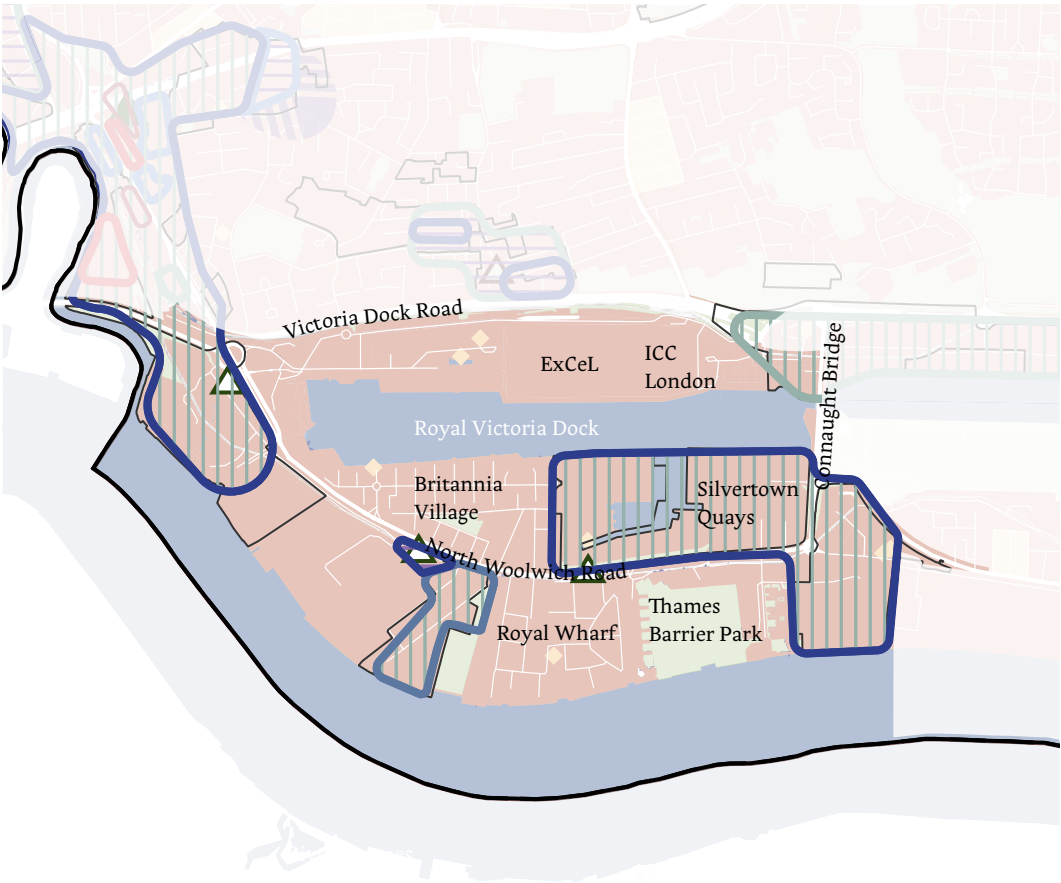 Victoria Dock Road
ExCeL
ICC
London
Connaught Bridge
Royal Victoria Dock
Britannia
Village
Silvertown
Quays
North Woolwich Road
Thames
Barrier Park
Royal Wharf